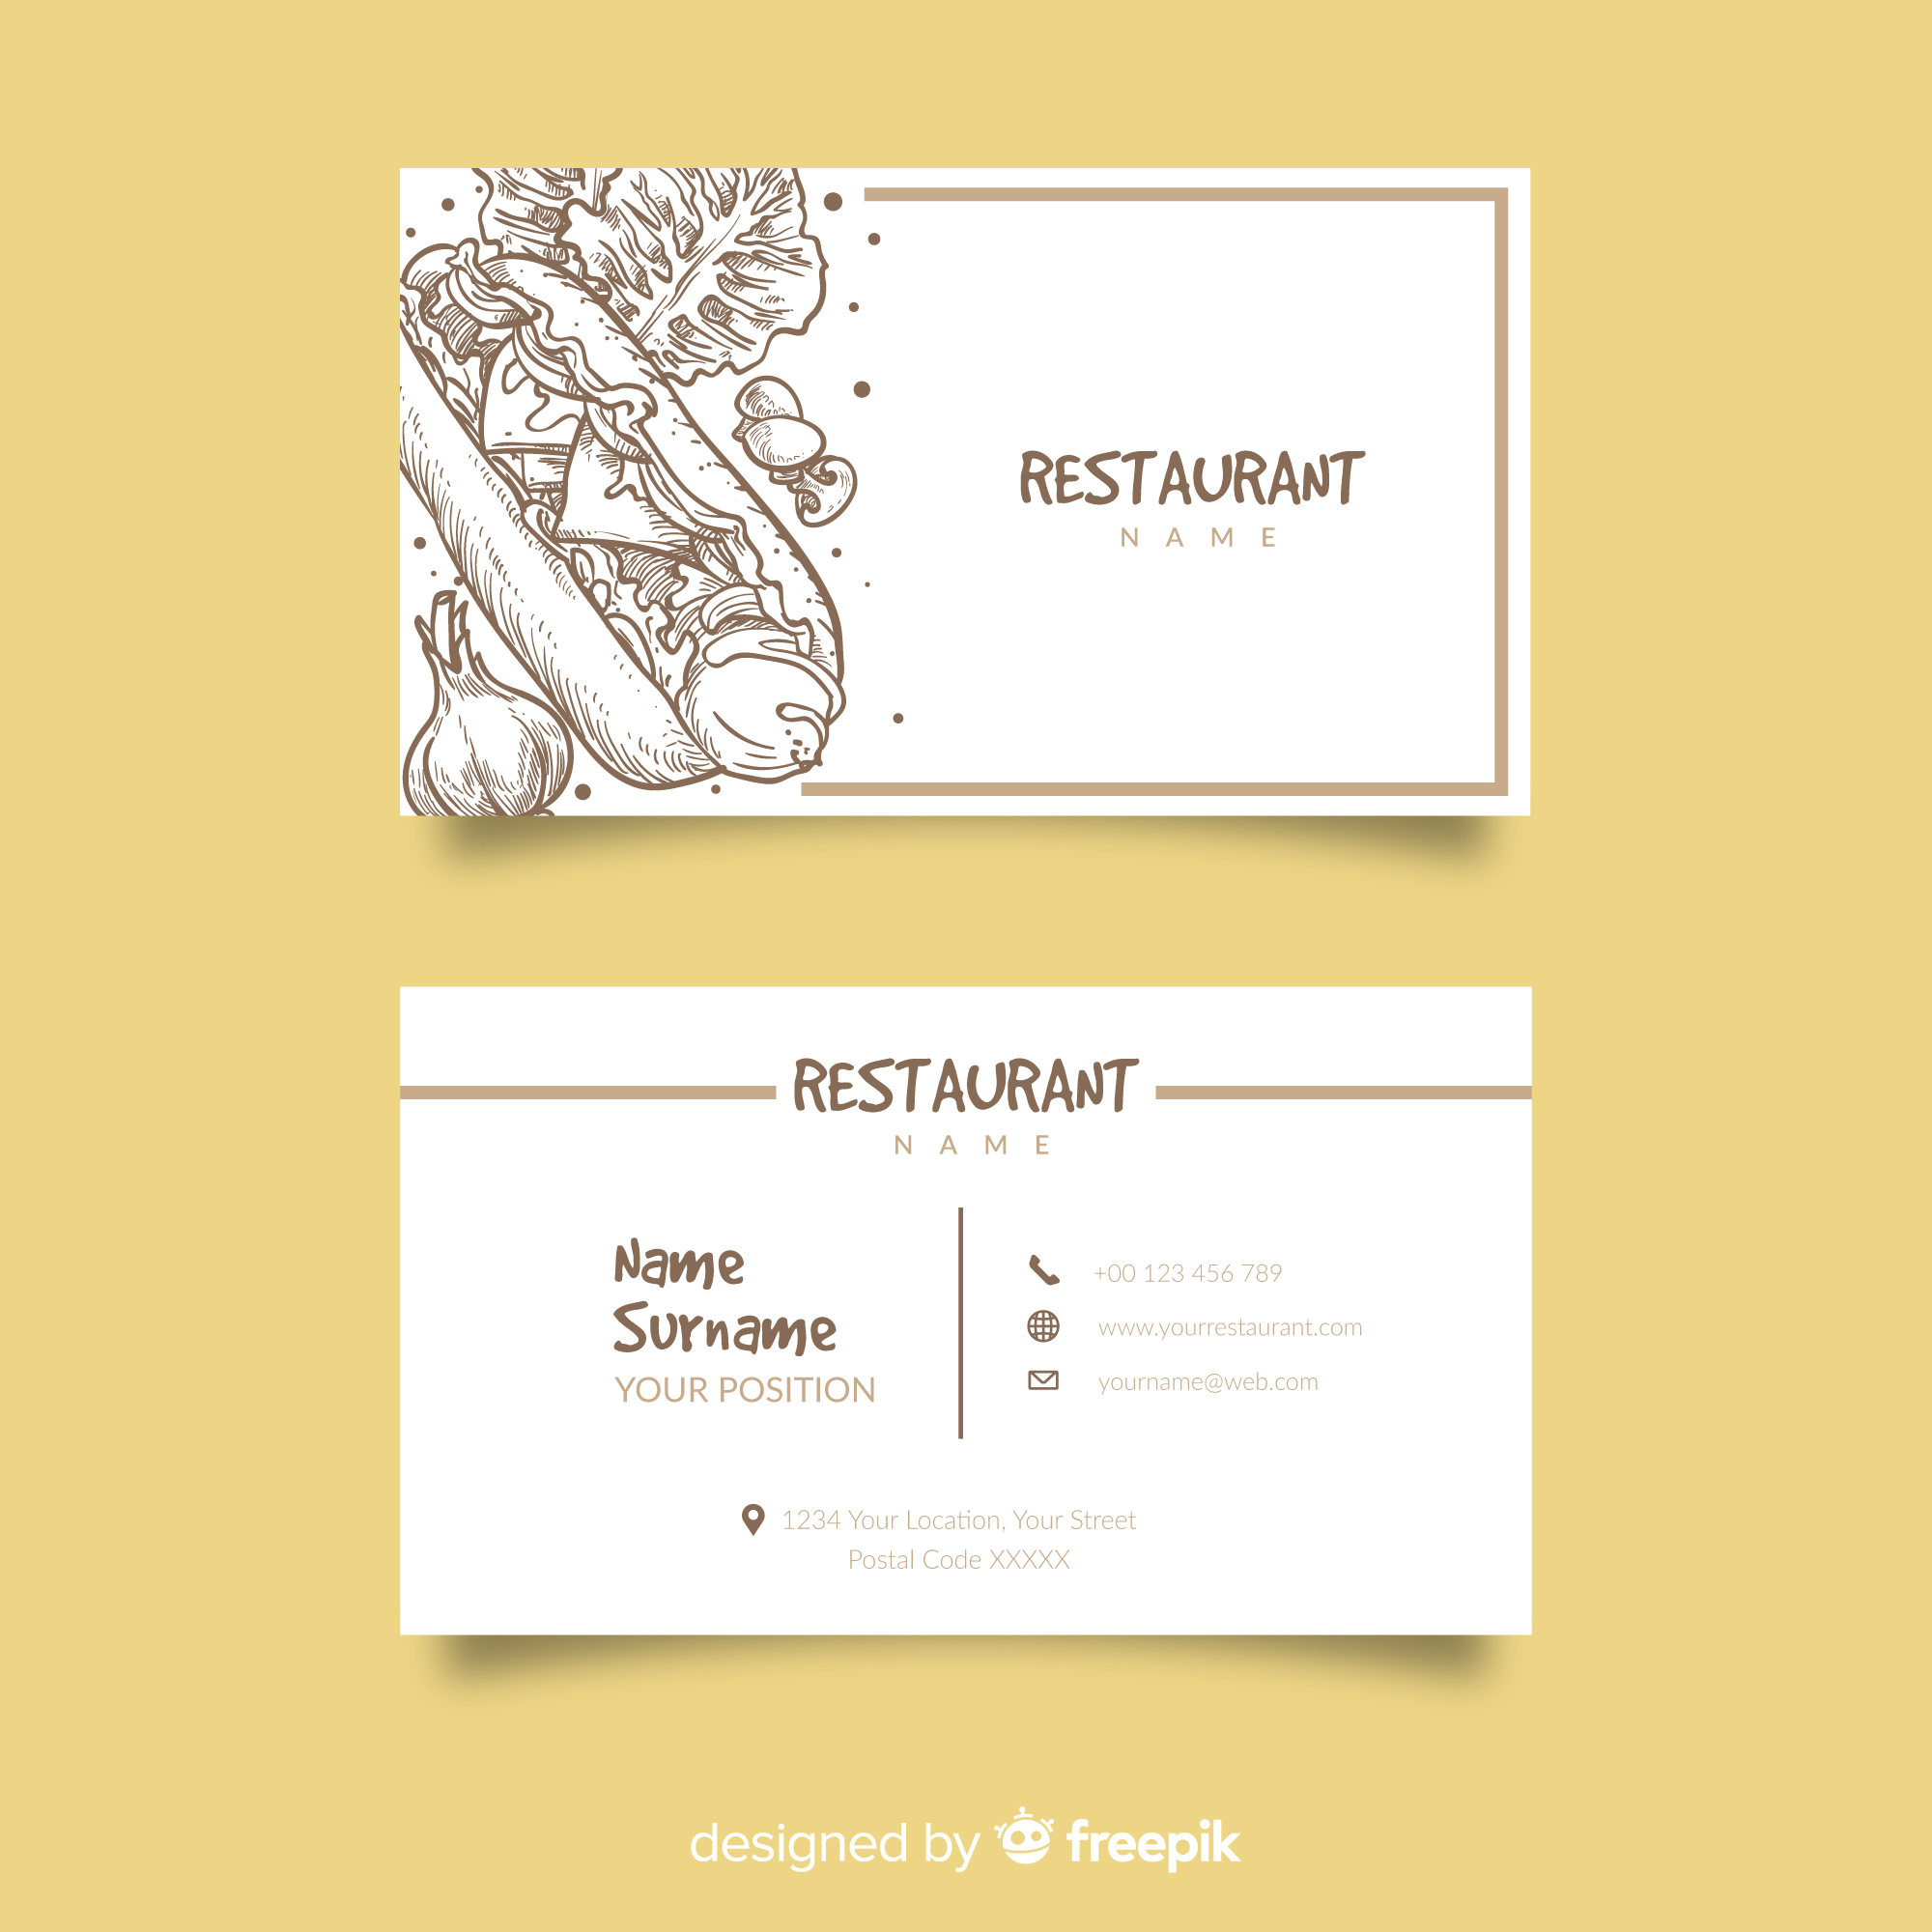 RESTAURANT
NAME
RESTAURANT
NAME
Name
Surname
YOUR POSITION
+00 123 456 789
www.yourrestaurant.com
yourname@web.com
1234 Your Location, Your Street
Postal Code XXXXX
designed by freepik